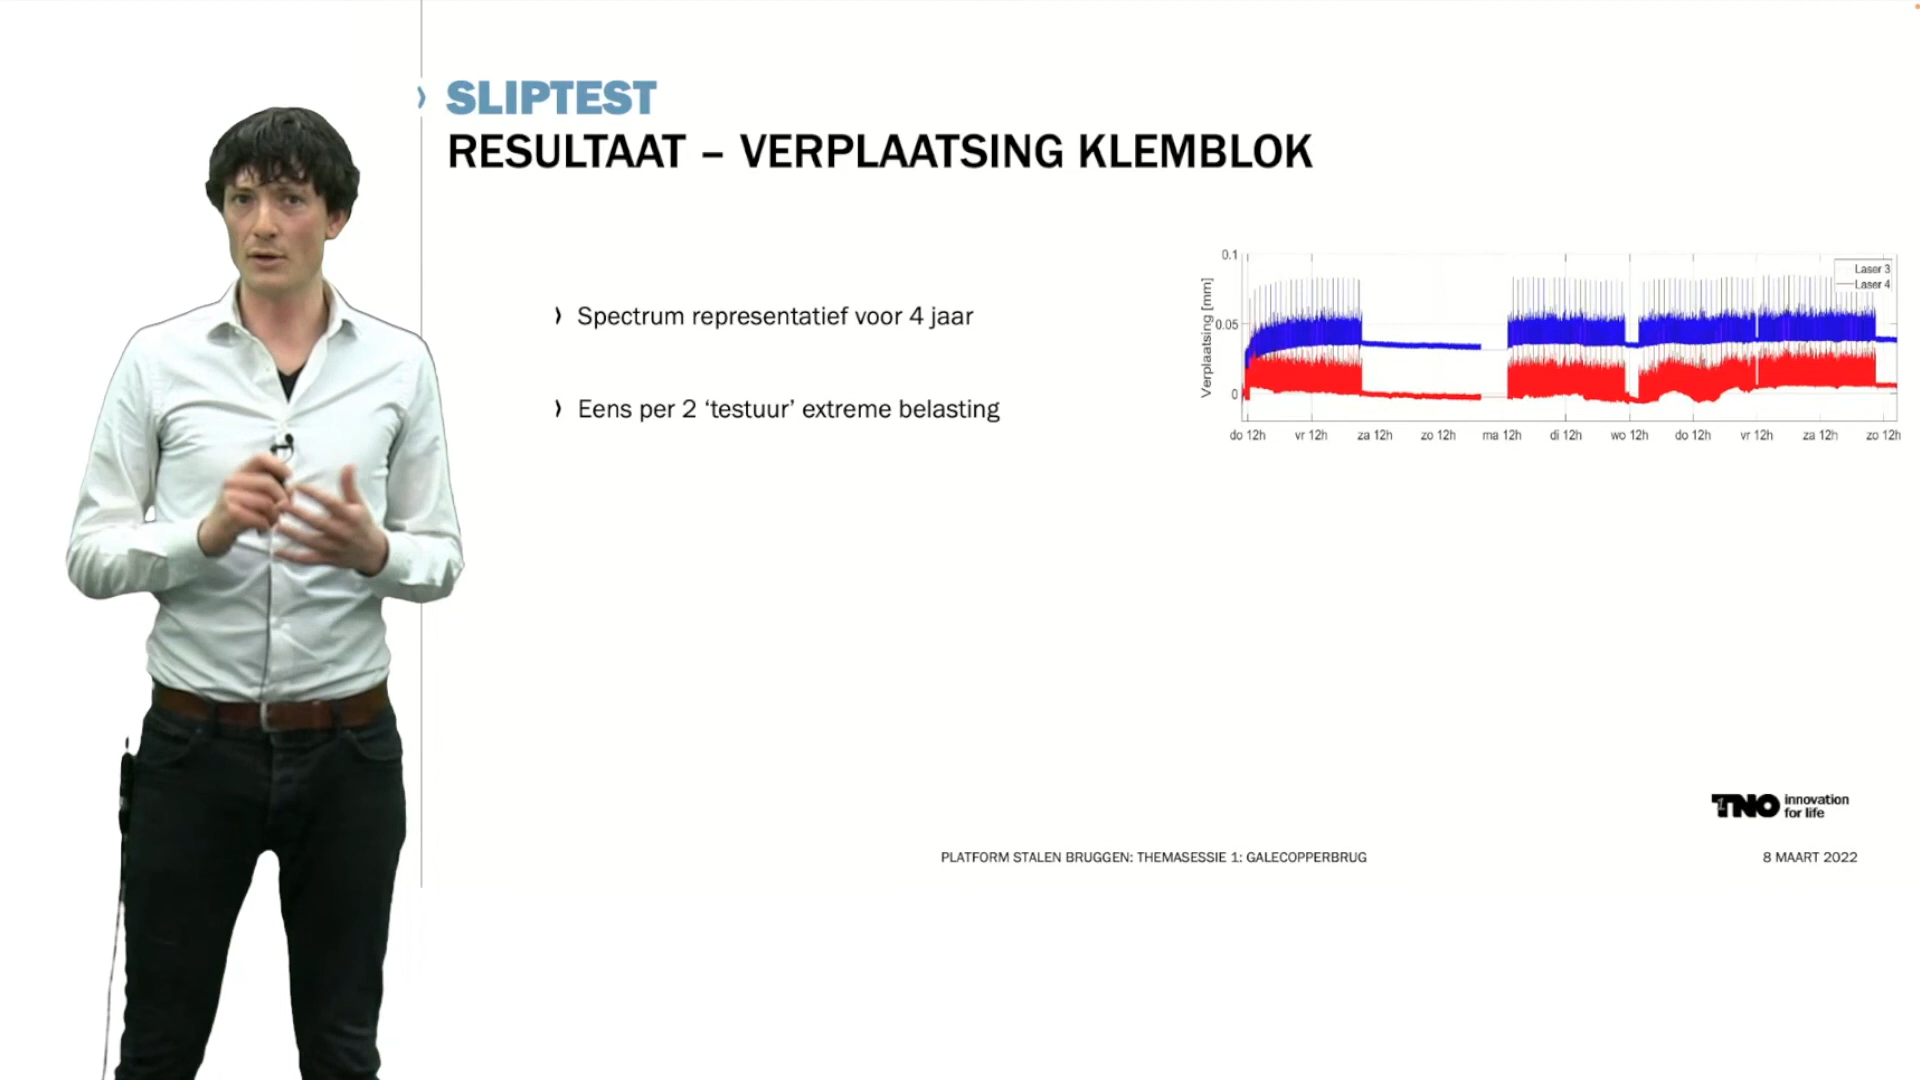 SLIPTEST
RESULTAAT – VERPLAATSING KLEMBLOK
Spectrum representatief voor 4 jaar
Eens per 2 ‘testuur’ extreme belasting
Verplaatsing [mm]
0.1
0.05
0
Laser 3
Laser 4
do 12h vr 12h za 12h zo 12h ma 12h di 12h wo 12h do 12h vr 12h za 12h zo 12h
TNO innovation
for life
PLATFORM STALEN BRUGGEN: THEMASESSIE 1: GALECOPPERBRUG
8 MAART 2022